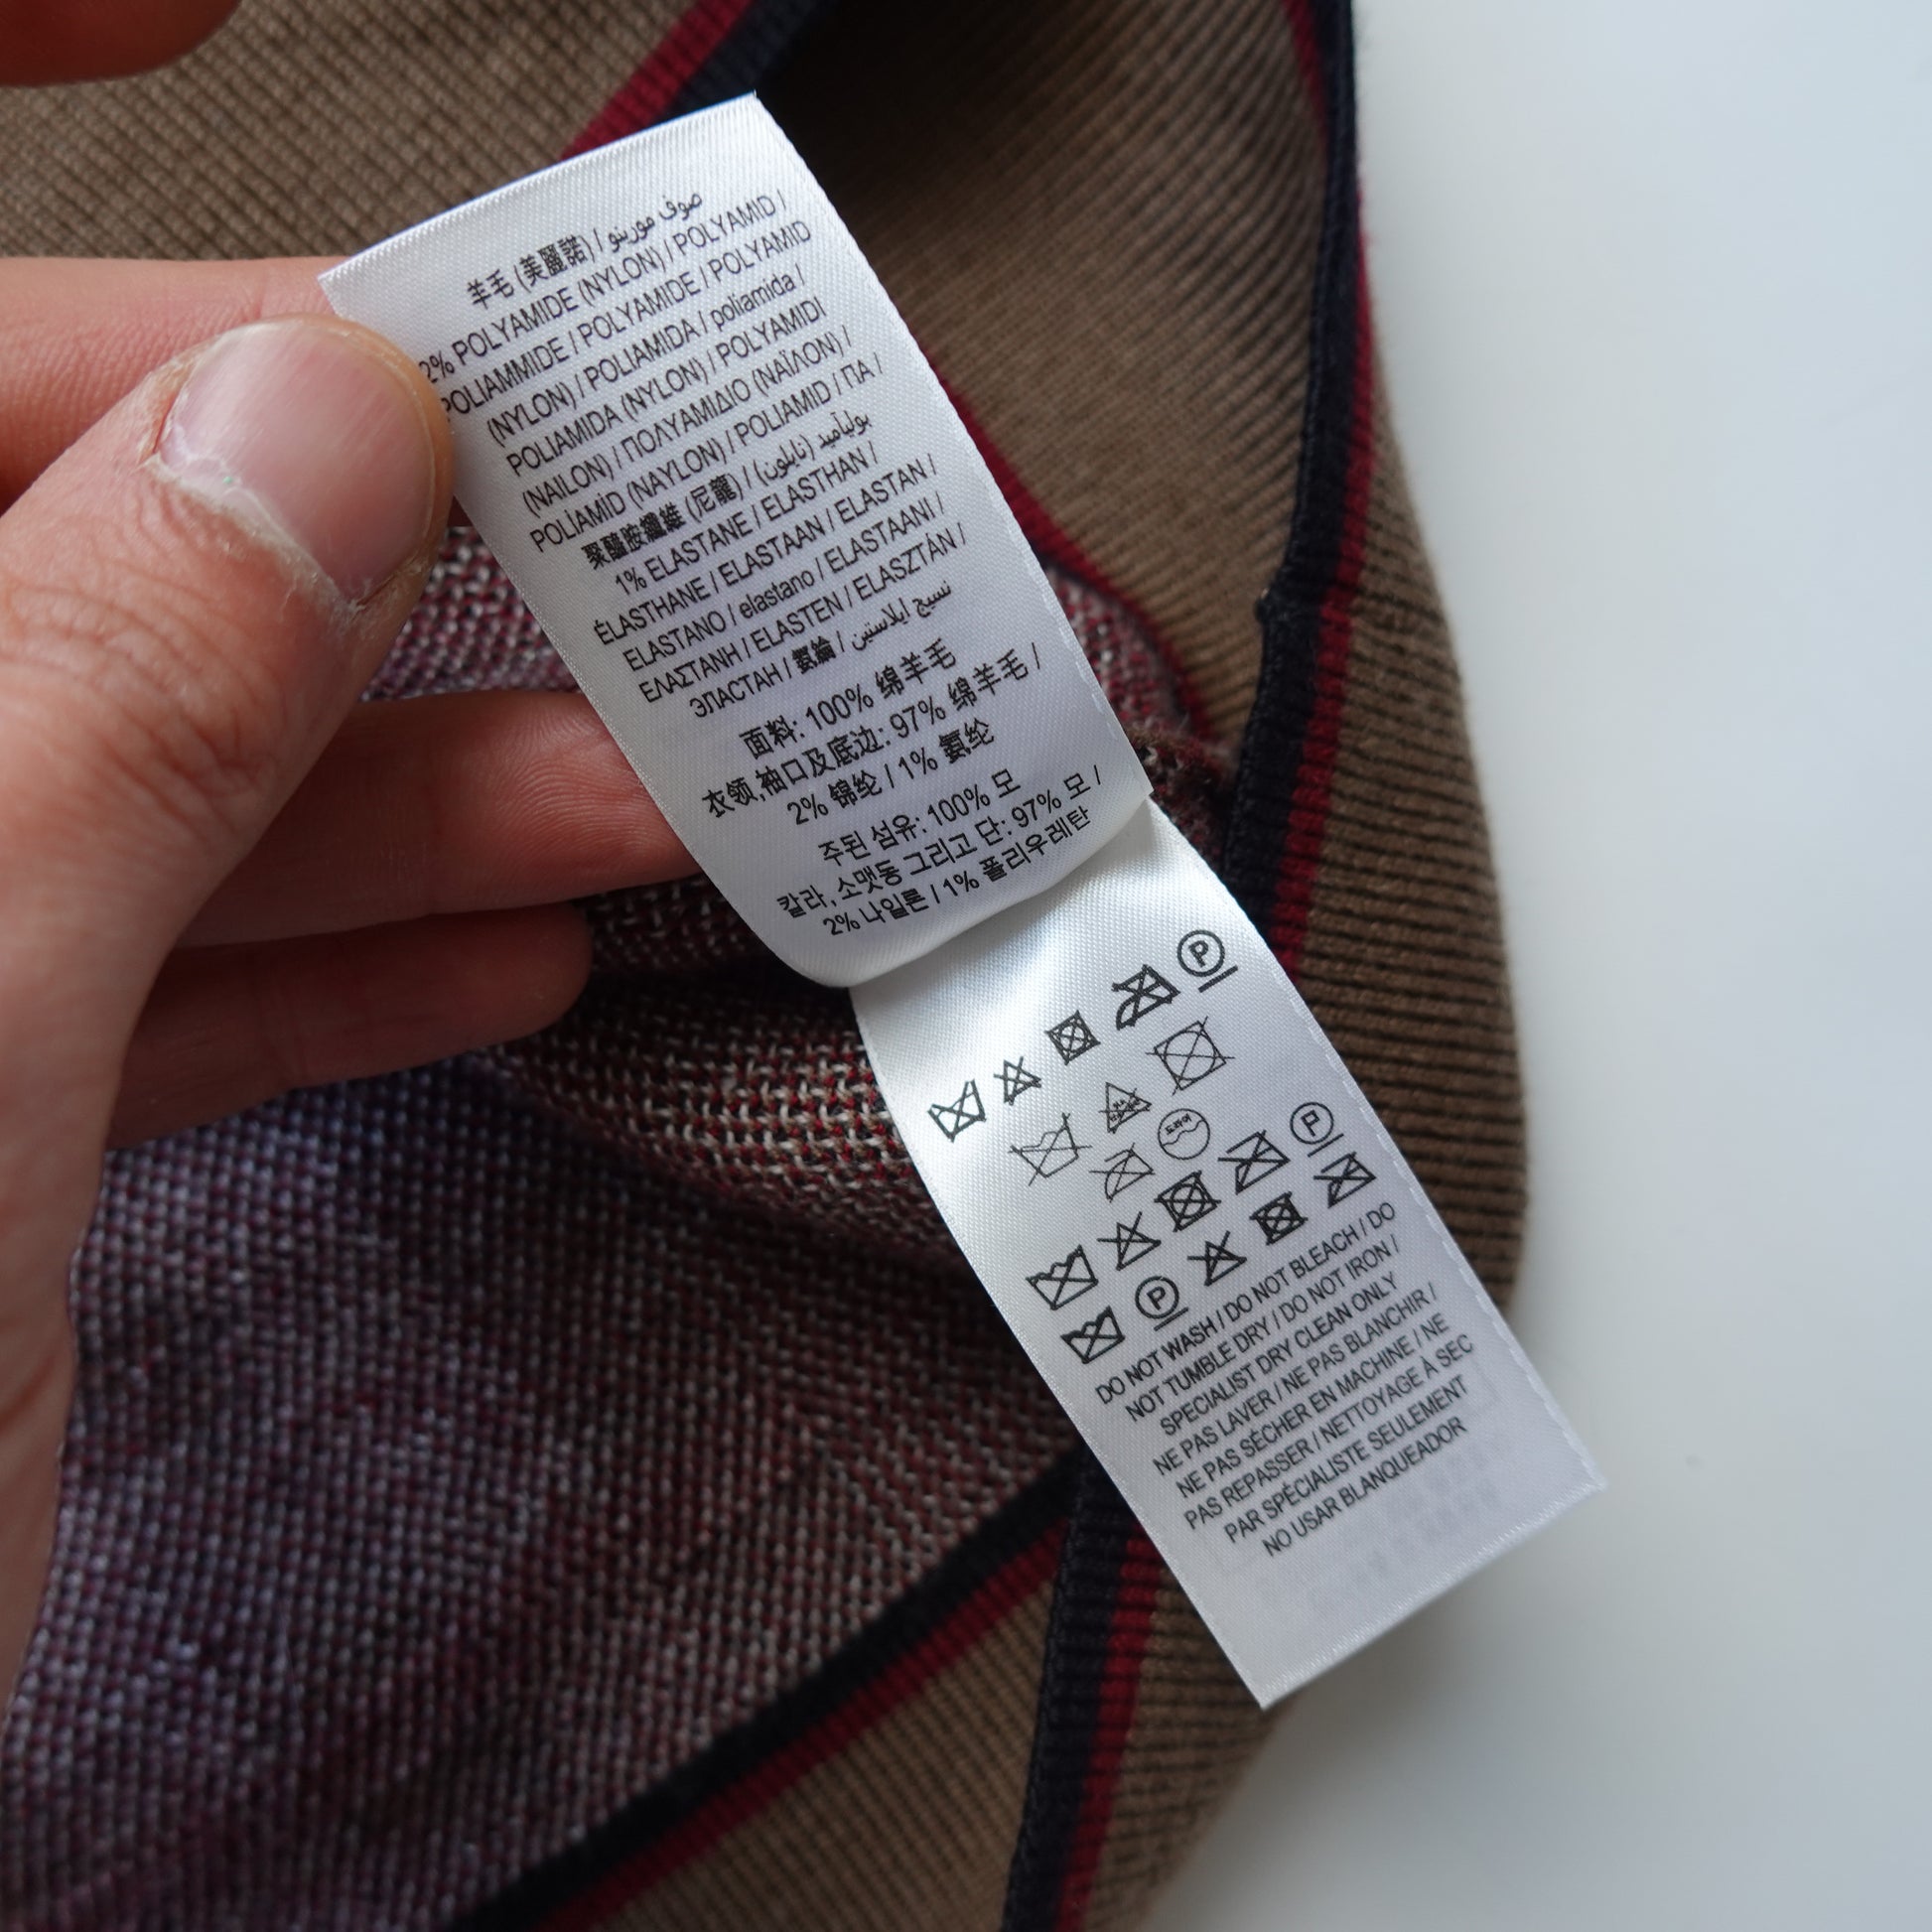 羊毛 (美麗諾) / صوف مورينو
2% POLYAMIDE (NYLON) / POLYAMID /
POLIAMMIDE / POLYAMIDE / POLYAMID
(NYLON) / POLIAMIDA / poliamida /
POLIAMIDA (NYLON) / POLYAMIDI
(NAILON) / ΠΟΛΥΑΜΙΔΙΟ (ΝΑΪΛΟΝ) /
POLİAMİD (NAYLON) / POLIAMID / ПА /
聚醯胺纖維 (尼龍) / بولياميد (نايلون)
1% ELASTANE / ELASTHAN /
ÉLASTHANE / ELASTAAN / ELASTAN /
ELASTANO / elastano / ELASTAANI /
ΕΛΑΣΤΑΝΗ / ELASTEN / ELASZTÁN /
ЭЛАСТАН / 氨綸 / نسيج ايلاستين
面料: 100% 绵羊毛
衣领,袖口及底边: 97% 绵羊毛 /
2% 锦纶 / 1% 氨纶
주된 섬유: 100% 모
칼라, 소맷동 그리고 단: 97% 모 /
2% 나일론 / 1% 폴리우레탄
P
드라이
P
P
DO NOT WASH / DO NOT BLEACH / DO
NOT TUMBLE DRY / DO NOT IRON /
SPECIALIST DRY CLEAN ONLY
NE PAS LAVER / NE PAS BLANCHIR /
NE PAS SÉCHER EN MACHINE / NE
PAS REPASSER / NETTOYAGE À SEC
PAR SPÉCIALISTE SEULEMENT
NO USAR BLANQUEADOR